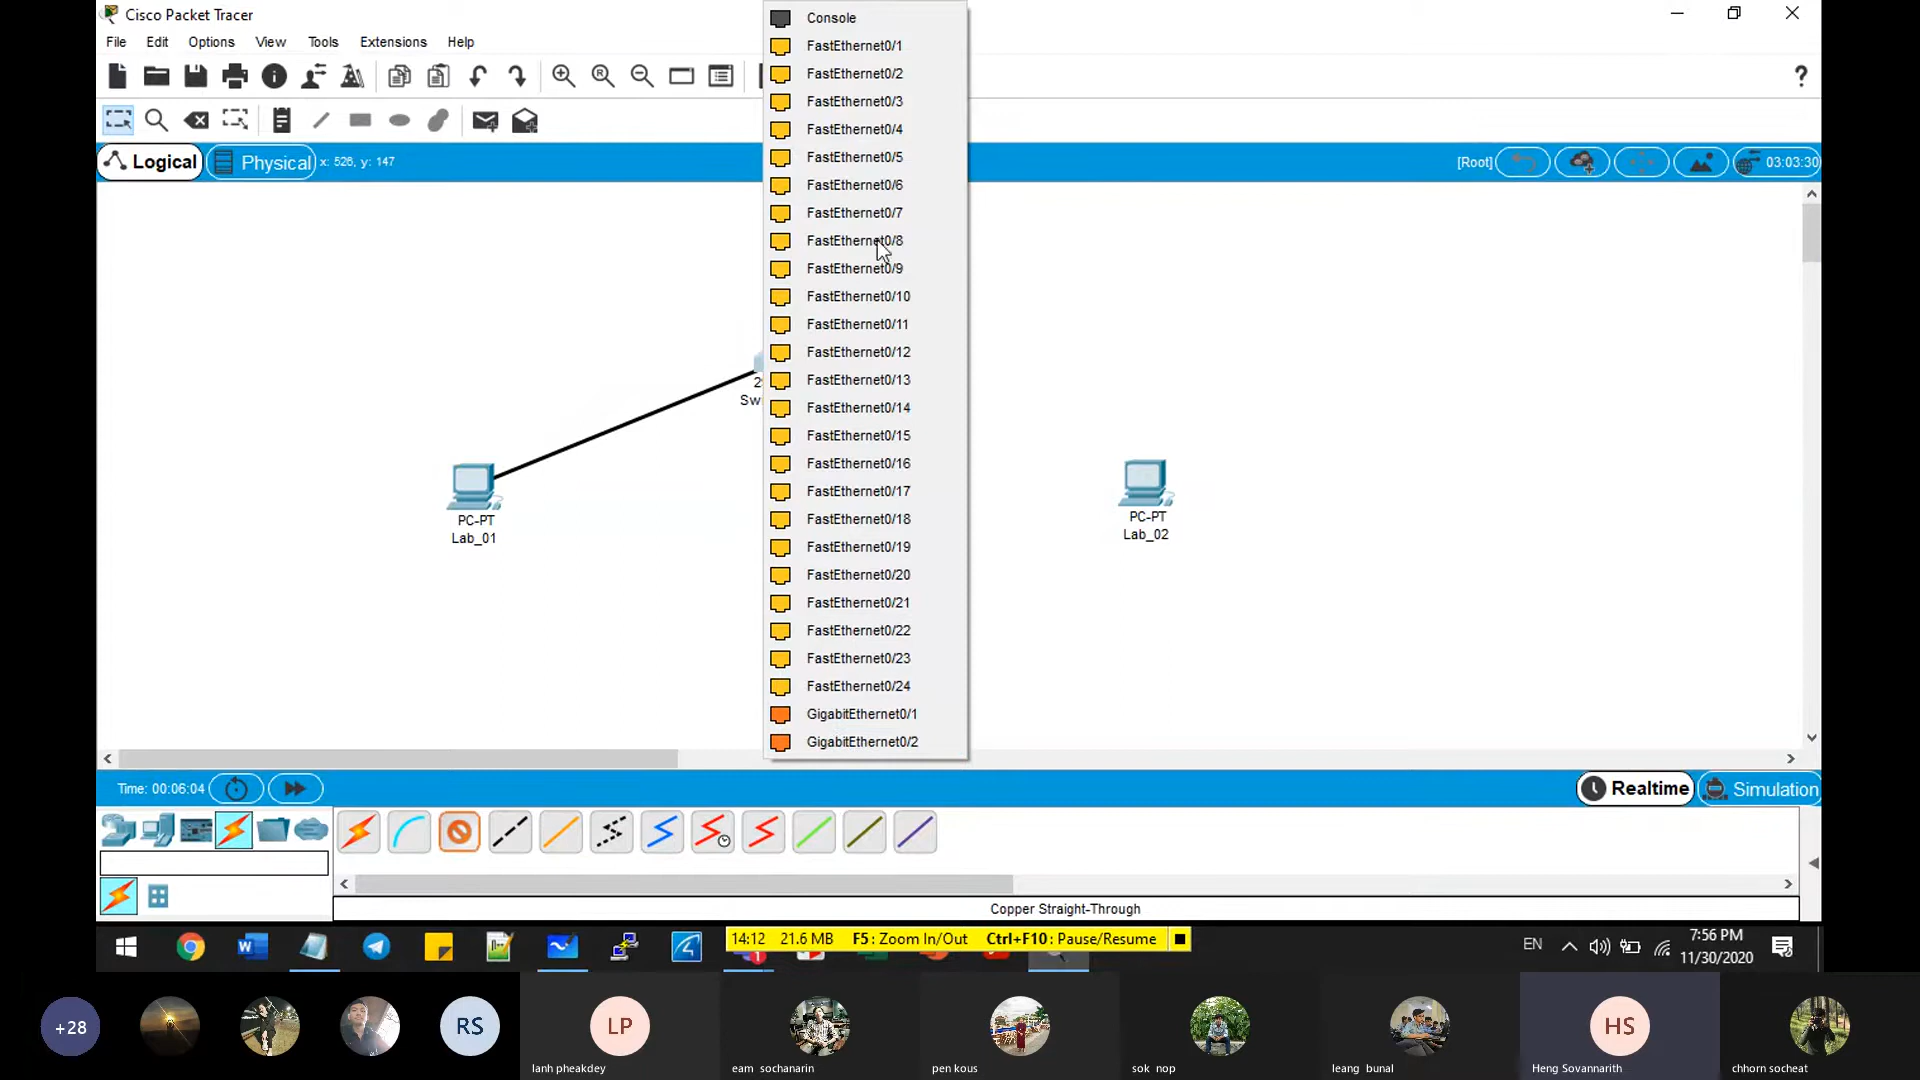 Cisco Packet Tracer
File Edit Options View Tools Extensions Help
Logical Physical x: 526, y: 147 [Root] 03:03:30
Console
FastEthernet0/1
FastEthernet0/2
FastEthernet0/3
FastEthernet0/4
FastEthernet0/5
FastEthernet0/6
FastEthernet0/7
FastEthernet0/8
FastEthernet0/9
FastEthernet0/10
FastEthernet0/11
FastEthernet0/12
FastEthernet0/13
FastEthernet0/14
FastEthernet0/15
FastEthernet0/16
FastEthernet0/17
FastEthernet0/18
FastEthernet0/19
FastEthernet0/20
FastEthernet0/21
FastEthernet0/22
FastEthernet0/23
FastEthernet0/24
GigabitEthernet0/1
GigabitEthernet0/2
PC-PT
Lab_01
PC-PT
Lab_02
Time: 00:06:04 Realtime Simulation
Copper Straight-Through
14:12 21.6 MB F5: Zoom In/Out Ctrl+F10: Pause/Resume
EN 7:56 PM
11/30/2020
+28 RS LP HS
lanh pheakdey eam sochanarin pen kous sok nop leang bunal Heng Sovannarith chhorn socheat